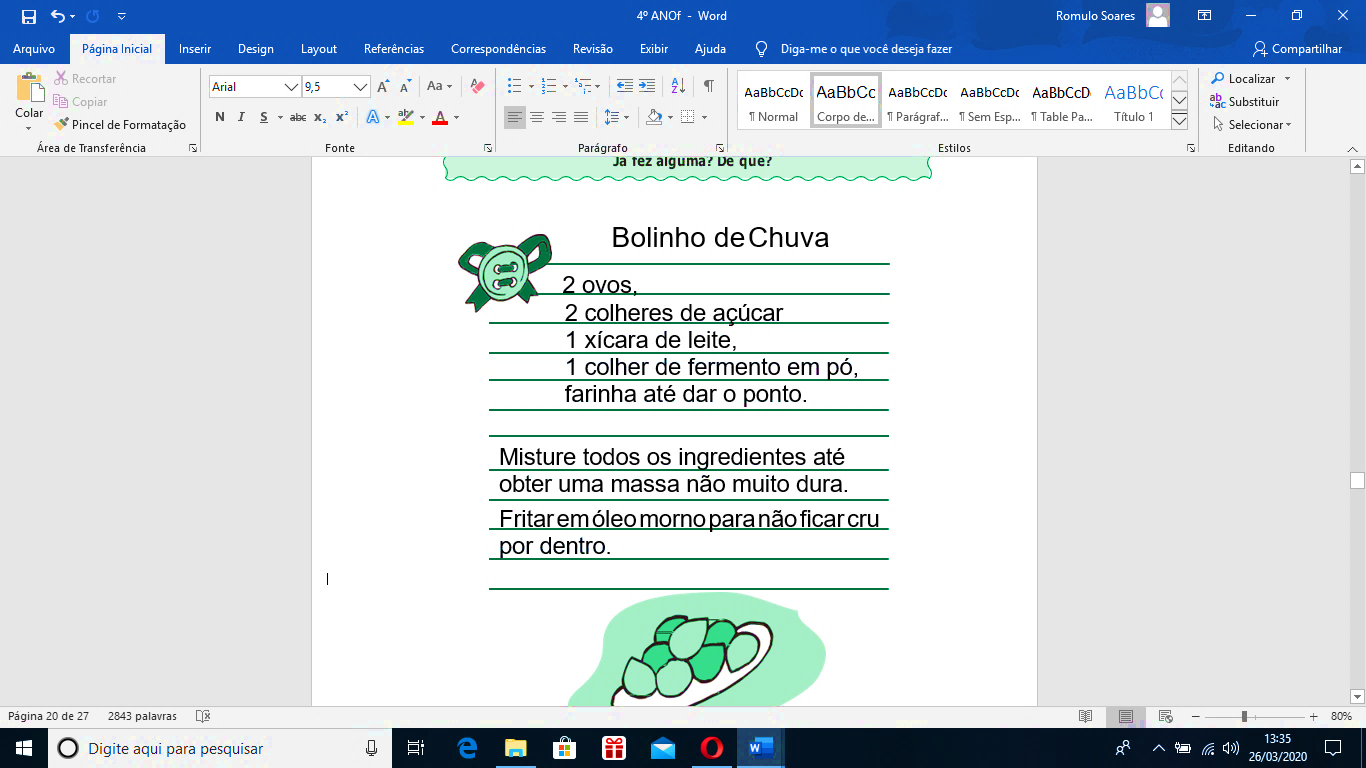 4º ANOf - Word
Romulo Soares
Arquivo Página Inicial Inserir Design Layout Referências Correspondências Revisão Exibir Ajuda Diga-me o que você deseja fazer Compartilhar
Colar
Recortar
Copiar
Pincel de Formatação
Área de Transferência
Arial 9,5
Fonte
Parágrafo
AaBbCcDc AaBbCc AaBbCcDc AaBbCcDc AaBbCcD AaBbCc
¶ Normal Corpo de... ¶ Parágraf... ¶ Sem Esp... ¶ Table Pa... Título 1
Estilos
Localizar
Substituir
Selecionar
Editando
Já fez alguma? De quê?
Bolinho de Chuva
2 ovos,
2 colheres de açúcar
1 xícara de leite,
1 colher de fermento em pó,
farinha até dar o ponto.
Misture todos os ingredientes até
obter uma massa não muito dura.
Fritar em óleo morno para não ficar cru
por dentro.
Página 20 de 27 2843 palavras
80%
Digite aqui para pesquisar
13:35
26/03/2020